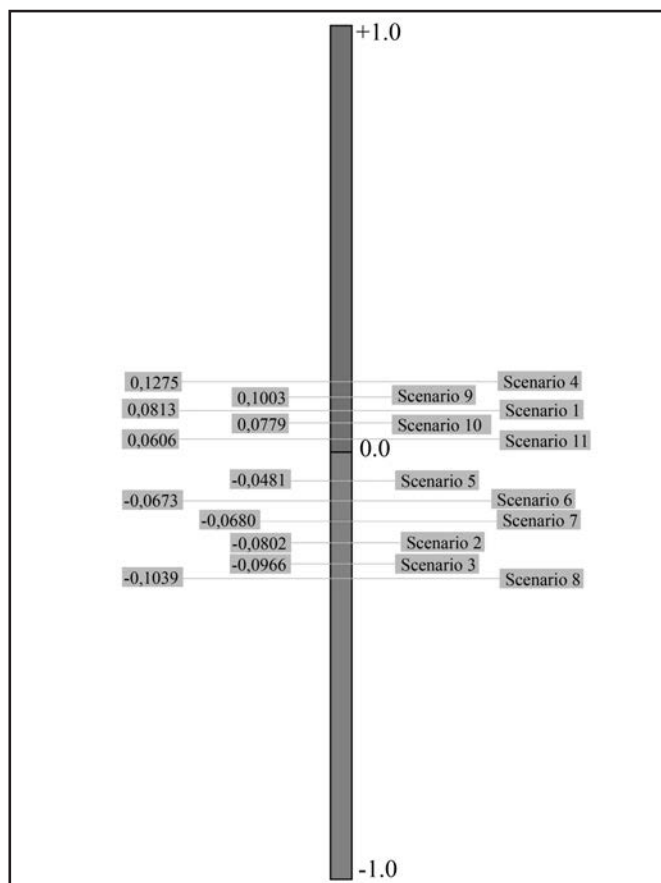 +1.0
0,1275 Scenario 4
0,1003 Scenario 9
0,0813 Scenario 1
0,0779 Scenario 10
0,0606 Scenario 11
0.0
-0,0481 Scenario 5
-0,0673 Scenario 6
-0,0680 Scenario 7
-0,0802 Scenario 2
-0,0966 Scenario 3
-0,1039 Scenario 8
-1.0